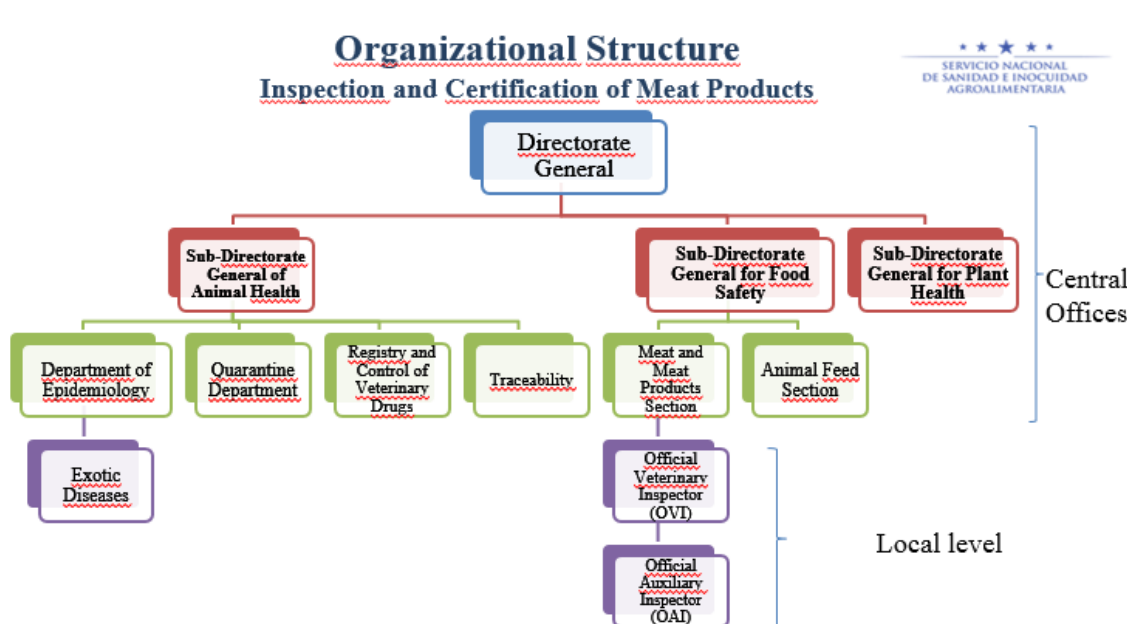 Organizational Structure
Inspection and Certification of Meat Products
SERVICIO NACIONAL
DE SANIDAD E INOCUIDAD
AGROALIMENTARIA
Directorate
General
Sub-Directorate
General of
Animal Health
Sub-Directorate
General for Food
Safety
Sub-Directorate
General for Plant
Health
Central
Offices
Department of
Epidemiology
Quarantine
Department
Registry and
Control of
Veterinary
Drugs
Traceability
Meat and
Meat
Products
Section
Animal Feed
Section
Exotic
Diseases
Official
Veterinary
Inspector
(OVI)
Local level
Official
Auxiliary
Inspector
(OAI)